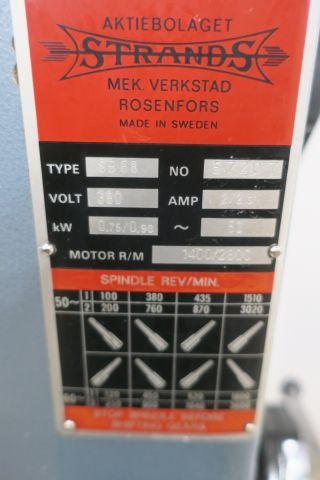 AKTIEBOLAGET
STRANDS
MEK. VERKSTAD
ROSENFORS
MADE IN SWEDEN
TYPE NO
VOLT 380 AMP
kW 0,75/0,98 ~ 50
MOTOR R/M 1400/2800
SPINDLE REV/MIN.
50~ 1 100 380 435 1510
2 200 760 870 3020
STOP SPINDLE BEFORE
SHIFTING GEARS